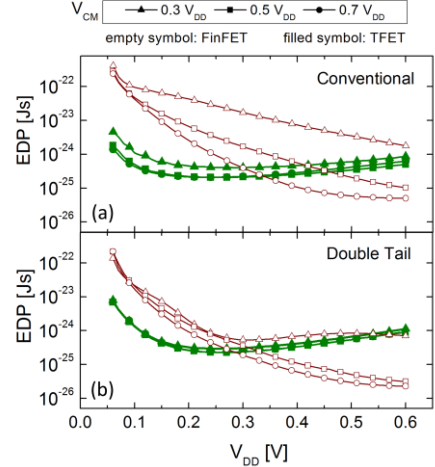 V_CM ▲ 0.3 V_DD ■ 0.5 V_DD ● 0.7 V_DD
empty symbol: FinFET filled symbol: TFET
Conventional
EDP [Js]
10^-22
10^-23
10^-24
10^-25
10^-26
(a)
Double Tail
EDP [Js]
10^-22
10^-23
10^-24
10^-25
10^-26
(b)
0.0 0.1 0.2 0.3 0.4 0.5 0.6
V_DD [V]